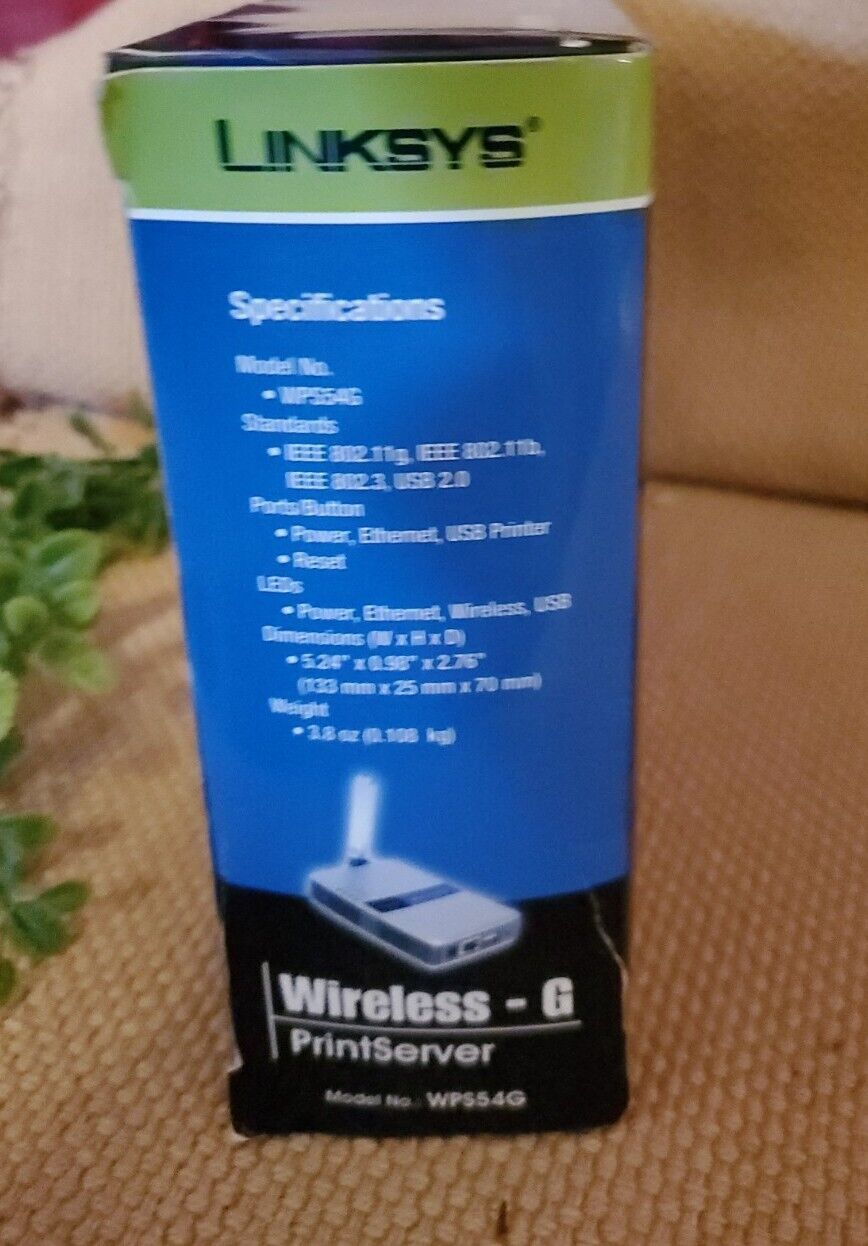 LINKSYS®
Specifications
Model No.
• WPS54G
Standards
• IEEE 802.11g, IEEE 802.11b,
IEEE 802.3, USB 2.0
Ports/Button
• Power, Ethernet, USB Printer
• Reset
LEDs
• Power, Ethernet, Wireless, USB
Dimensions (W x H x D)
• 5.24" x 0.98" x 2.76"
(133 mm x 25 mm x 70 mm)
Weight
• 3.8 oz (0.108 kg)
Wireless - G
PrintServer
Model No.: WPS54G